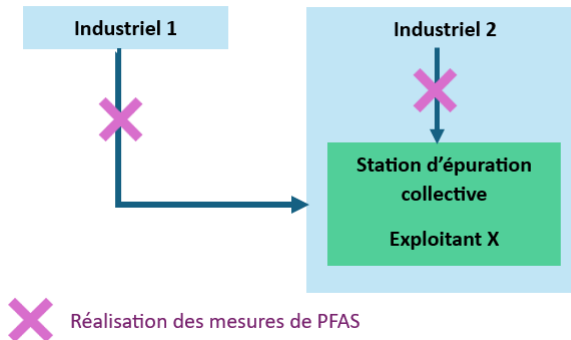 Industriel 1
Industriel 2
Station d’épuration
collective
Exploitant X
Réalisation des mesures de PFAS